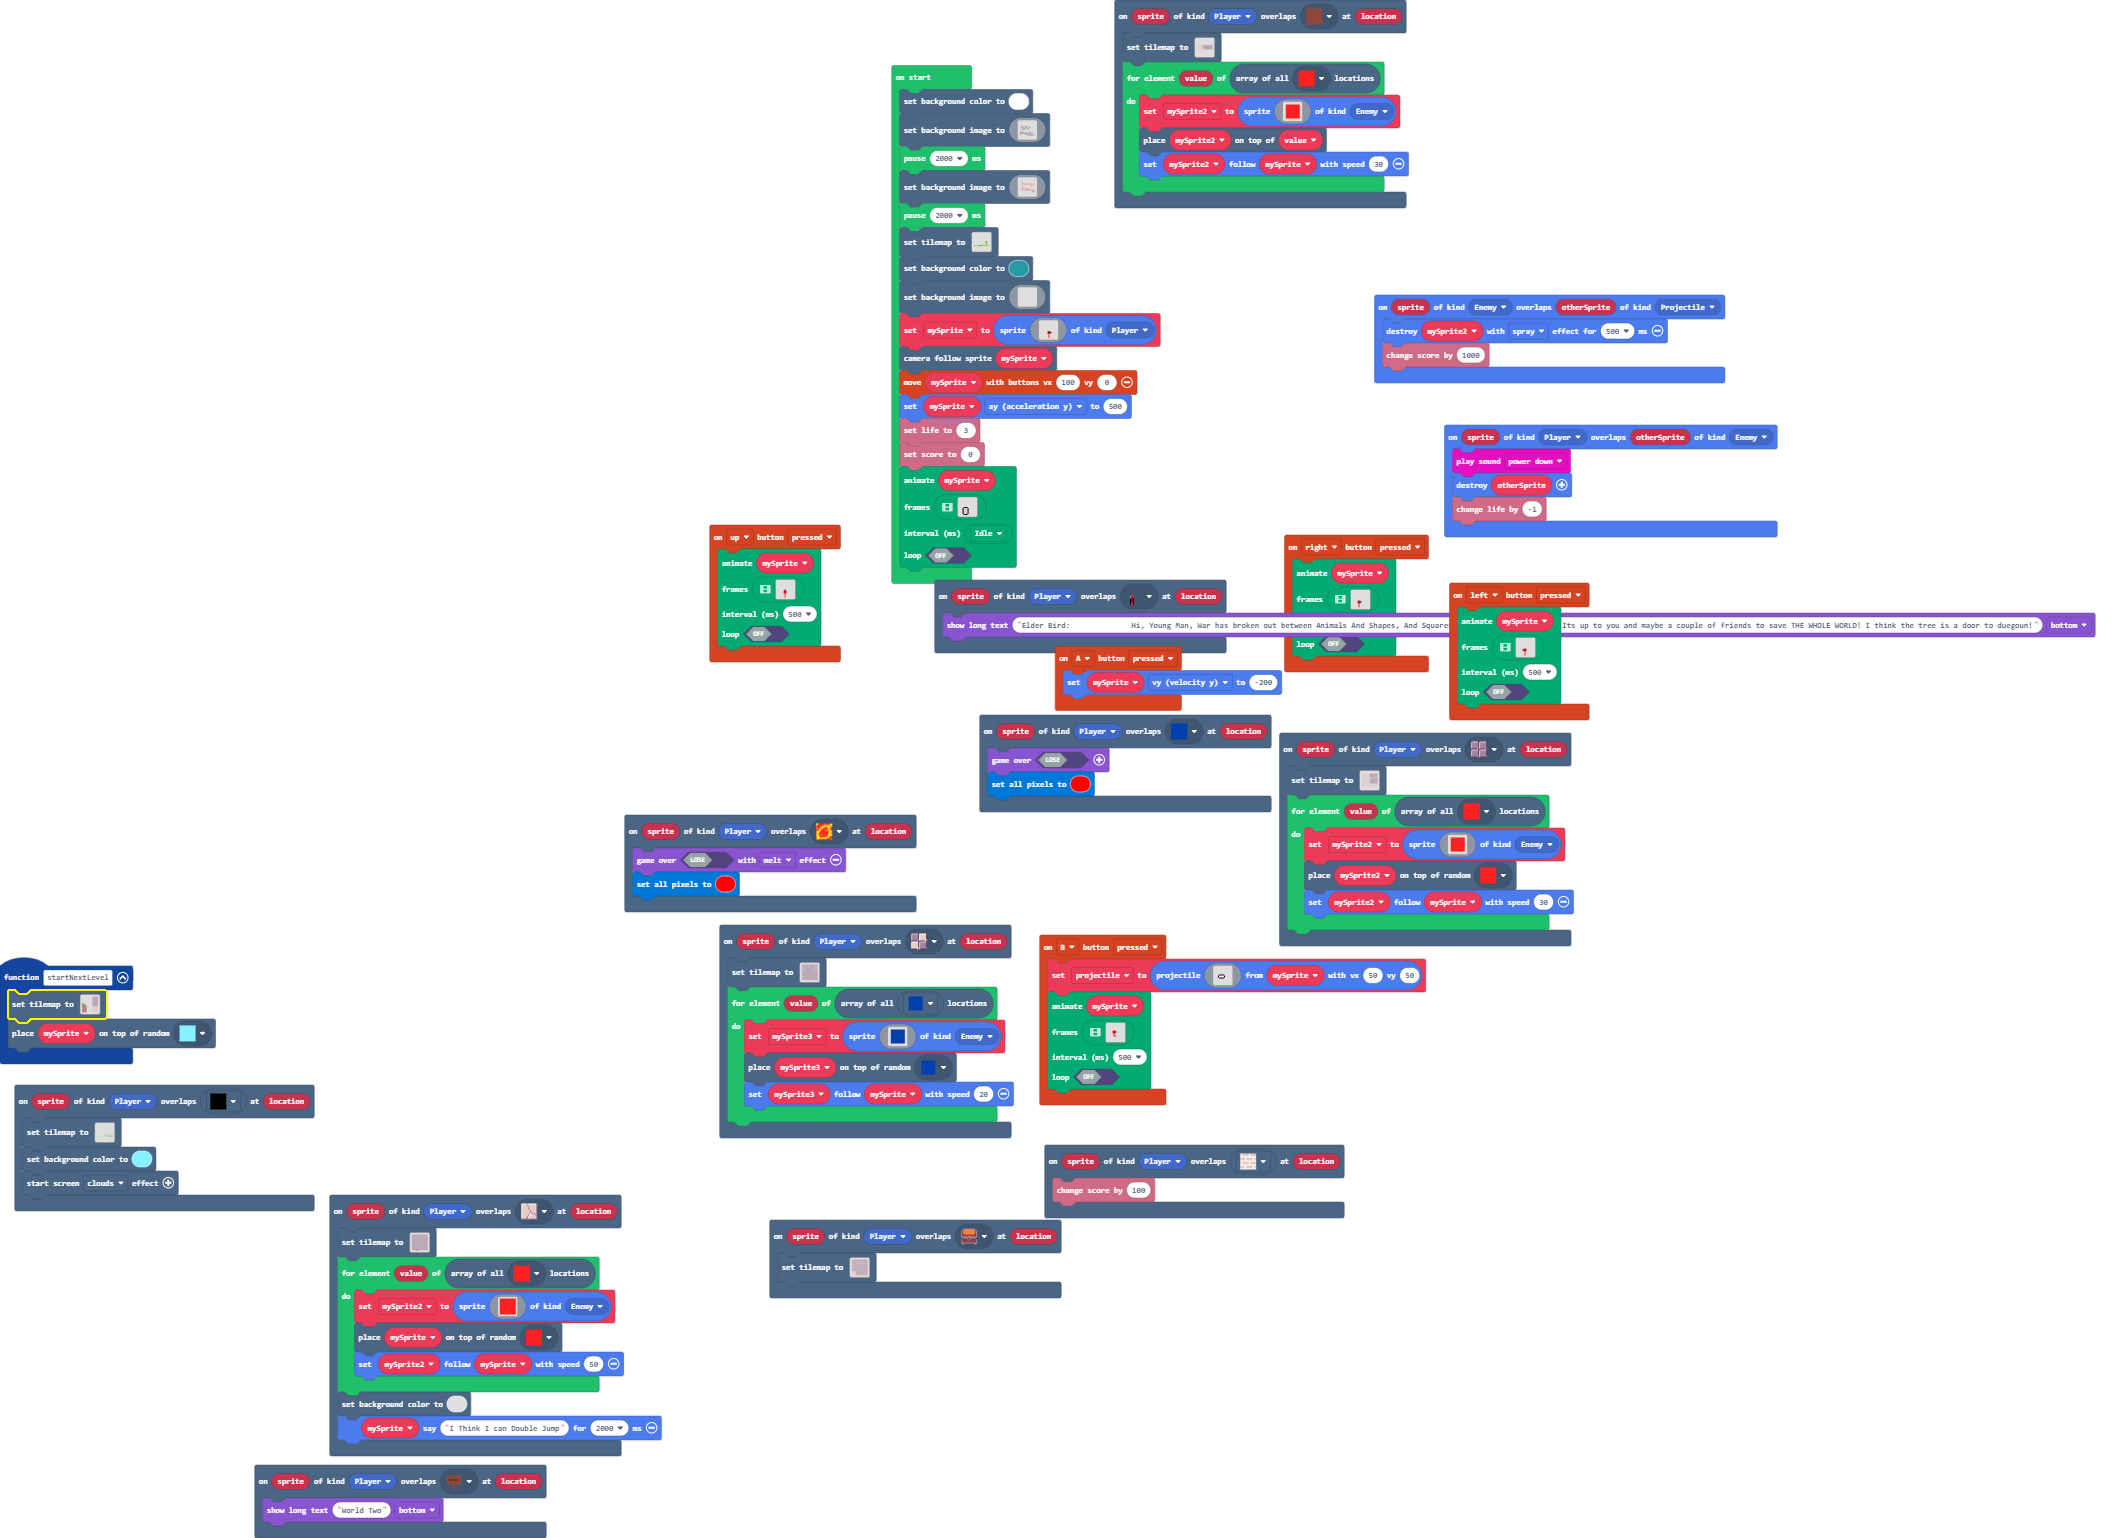 on sprite of kind Player overlaps at location
set tilemap to
for element value of array of all locations
do
set mySprite2 to sprite of kind Enemy
place mySprite2 on top of value
set mySprite2 follow mySprite with speed 30
on start
set background color to
set background image to
pause 2000 ms
set background image to
pause 2000 ms
set tilemap to
set background color to
set background image to
set mySprite to sprite of kind Player
camera follow sprite mySprite
move mySprite with buttons vx 100 vy 0
set mySprite ay (acceleration y) to 500
set life to 3
set score to 0
animate mySprite
frames
interval (ms) Idle
loop OFF
on sprite of kind Enemy overlaps otherSprite of kind Projectile
destroy mySprite2 with spray effect for 500 ms
change score by 1000
on sprite of kind Player overlaps otherSprite of kind Enemy
play sound power down
destroy otherSprite
change life by -1
on up button pressed
animate mySprite
frames
interval (ms) 500
loop OFF
on right button pressed
animate mySprite
frames
loop OFF
on left button pressed
animate mySprite
frames
interval (ms) 500
loop OFF
on sprite of kind Player overlaps at location
show long text "Elder Bird: Hi, Young Man, War has broken out between Animals And Shapes, And Square
Its up to you and maybe a couple of friends to save THE WHOLE WORLD! I think the tree is a door to duegoun!" bottom
on A button pressed
set mySprite vy (velocity y) to -200
on sprite of kind Player overlaps at location
game over LOSE
set all pixels to
on sprite of kind Player overlaps at location
set tilemap to
for element value of array of all locations
do
set mySprite2 to sprite of kind Enemy
place mySprite2 on top of random
set mySprite2 follow mySprite with speed 30
on sprite of kind Player overlaps at location
game over LOSE with melt effect
set all pixels to
on sprite of kind Player overlaps at location
set tilemap to
for element value of array of all locations
do
set mySprite3 to sprite of kind Enemy
place mySprite3 on top of random
set mySprite3 follow mySprite with speed 20
on B button pressed
set projectile to projectile from mySprite with vx 50 vy 50
animate mySprite
frames
interval (ms) 500
loop OFF
function startNextLevel
set tilemap to
place mySprite on top of random
on sprite of kind Player overlaps at location
set tilemap to
set background color to
start screen clouds effect
on sprite of kind Player overlaps at location
change score by 100
on sprite of kind Player overlaps at location
set tilemap to
for element value of array of all locations
do
set mySprite2 to sprite of kind Enemy
place mySprite on top of random
set mySprite2 follow mySprite with speed 50
set background color to
mySprite say "I Think I can Double Jump" for 2000 ms
on sprite of kind Player overlaps at location
set tilemap to
on sprite of kind Player overlaps at location
show long text "World Two" bottom